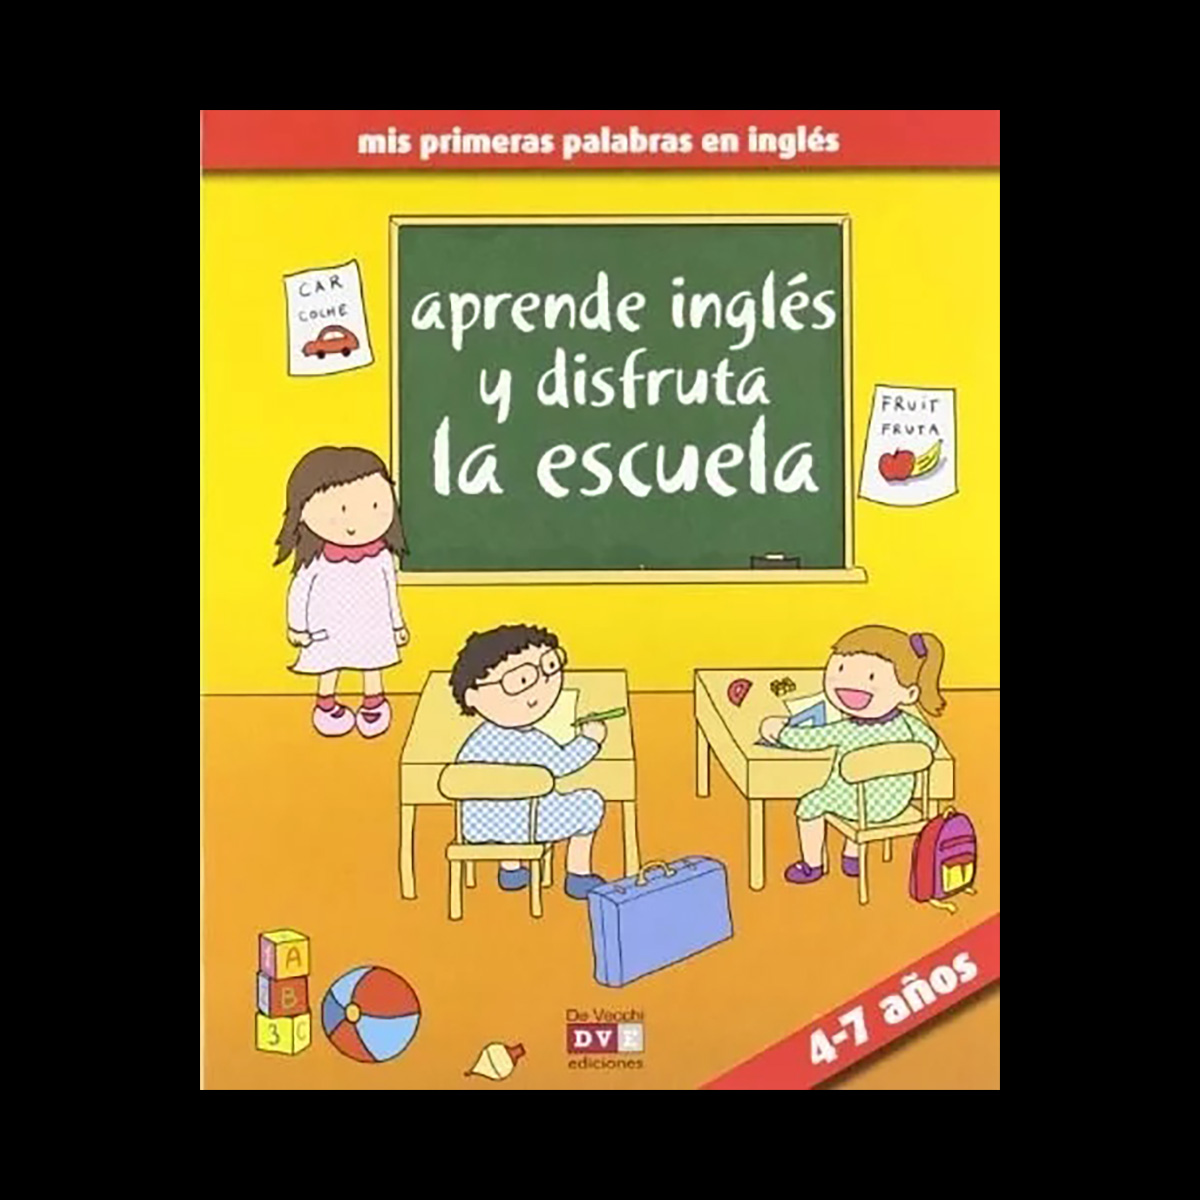 mis primeras palabras en inglés
aprende inglés
y disfruta
la escuela
CAR
COCHE
FRUIT
FRUTA
A
B
3 C
De Vecchi
DVE
ediciones
4-7 años